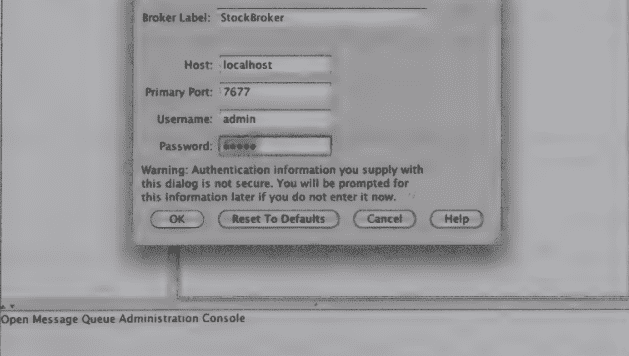 Broker Label: StockBroker
Host: localhost
Primary Port: 7677
Username: admin
Password: •••••
Warning: Authentication information you supply with
this dialog is not secure. You will be prompted for
this information later if you do not enter it now.
OK Reset To Defaults Cancel Help
Open Message Queue Administration Console